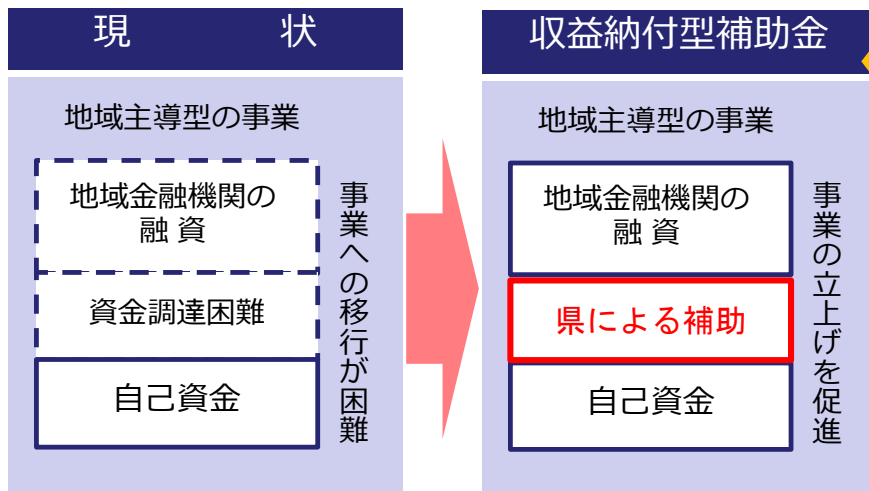 現 状
地域主導型の事業
地域金融機関の
融 資
資金調達困難
自己資金
事業への移行が困難
収益納付型補助金
地域主導型の事業
地域金融機関の
融 資
県による補助
自己資金
事業の立上げを促進